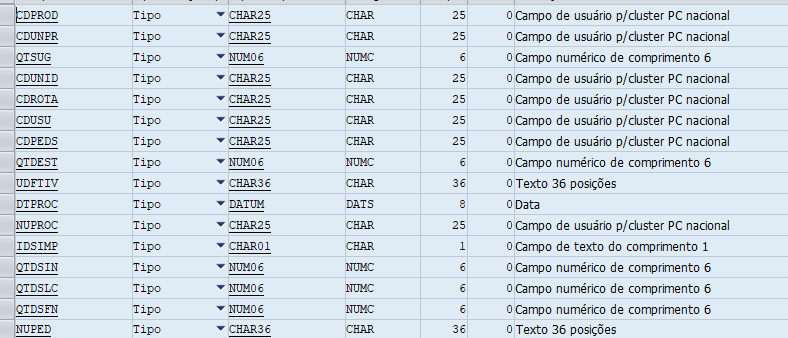 CDPROD Tipo CHAR25 CHAR 25 0 Campo de usuário p/cluster PC nacional
CDUNPR Tipo CHAR25 CHAR 25 0 Campo de usuário p/cluster PC nacional
QTSUG Tipo NUM06 NUMC 6 0 Campo numérico de comprimento 6
CDUNID Tipo CHAR25 CHAR 25 0 Campo de usuário p/cluster PC nacional
CDROTA Tipo CHAR25 CHAR 25 0 Campo de usuário p/cluster PC nacional
CDUSU Tipo CHAR25 CHAR 25 0 Campo de usuário p/cluster PC nacional
CDPEDS Tipo CHAR25 CHAR 25 0 Campo de usuário p/cluster PC nacional
QTDEST Tipo NUM06 NUMC 6 0 Campo numérico de comprimento 6
UDFTIV Tipo CHAR36 CHAR 36 0 Texto 36 posições
DTPROC Tipo DATUM DATS 8 0 Data
NUPROC Tipo CHAR25 CHAR 25 0 Campo de usuário p/cluster PC nacional
IDSIMP Tipo CHAR01 CHAR 1 0 Campo de texto do comprimento 1
QTDSIN Tipo NUM06 NUMC 6 0 Campo numérico de comprimento 6
QTDSLC Tipo NUM06 NUMC 6 0 Campo numérico de comprimento 6
QTDSFN Tipo NUM06 NUMC 6 0 Campo numérico de comprimento 6
NUPED Tipo CHAR36 CHAR 36 0 Texto 36 posições